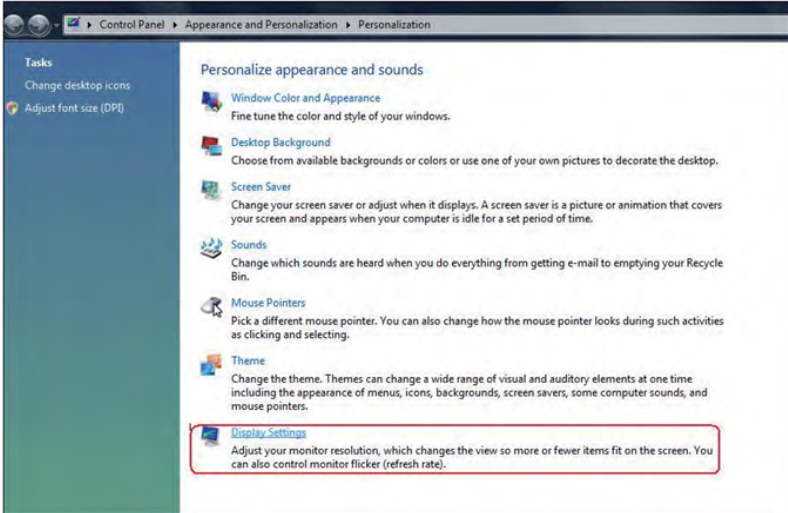 Control Panel ▸ Appearance and Personalization ▸ Personalization
Tasks
Change desktop icons
Adjust font size (DPI)
Personalize appearance and sounds
Window Color and Appearance
Fine tune the color and style of your windows.
Desktop Background
Choose from available backgrounds or colors or use one of your own pictures to decorate the desktop.
Screen Saver
Change your screen saver or adjust when it displays. A screen saver is a picture or animation that covers
your screen and appears when your computer is idle for a set period of time.
Sounds
Change which sounds are heard when you do everything from getting e-mail to emptying your Recycle
Bin.
Mouse Pointers
Pick a different mouse pointer. You can also change how the mouse pointer looks during such activities
as clicking and selecting.
Theme
Change the theme. Themes can change a wide range of visual and auditory elements at one time
including the appearance of menus, icons, backgrounds, screen savers, some computer sounds, and
mouse pointers.
Display Settings
Adjust your monitor resolution, which changes the view so more or fewer items fit on the screen. You
can also control monitor flicker (refresh rate).